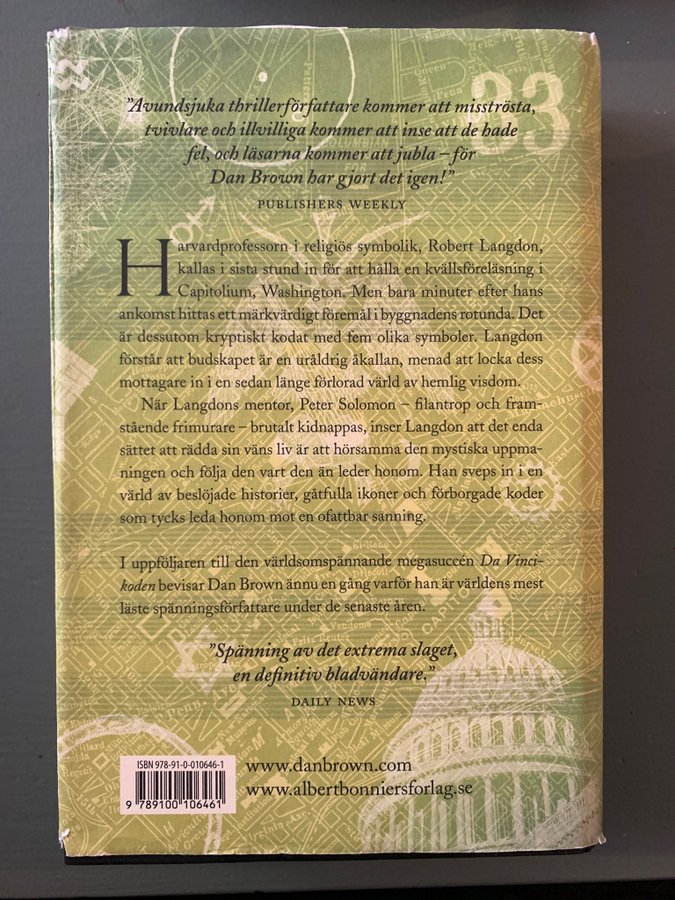 33
”Avundsjuka thrillerförfattare kommer att misströsta,
tvivlare och illvilliga kommer att inse att de hade
fel, och läsarna kommer att jubla – för
Dan Brown har gjort det igen!”
PUBLISHERS WEEKLY
Harvardprofessorn i religiös symbolik, Robert Langdon,
kallas i sista stund in för att hålla en kvällsföreläsning i
Capitolium, Washington. Men bara minuter efter hans
ankomst hittas ett märkvärdigt föremål i byggnadens rotunda. Det
är dessutom kryptiskt kodat med fem olika symboler. Langdon
förstår att budskapet är en uråldrig åkallan, menad att locka dess
mottagare in i en sedan länge förlorad värld av hemlig visdom.
När Langdons mentor, Peter Solomon – filantrop och fram-
stående frimurare – brutalt kidnappas, inser Langdon att det enda
sättet att rädda sin väns liv är att hörsamma den mystiska uppma-
ningen och följa den vart den än leder honom. Han sveps in i en
värld av beslöjade historier, gåtfulla ikoner och förborgade koder
som tycks leda honom mot en ofattbar sanning.
I uppföljaren till den världsomspännande megasuccén Da Vinci-
koden bevisar Dan Brown ännu en gång varför han är världens mest
läste spänningsförfattare under de senaste åren.
”Spänning av det extrema slaget,
en definitiv bladvändare.”
DAILY NEWS
ISBN 978-91-0-010646-1
9 789100 106461
www.danbrown.com
www.albertbonniersforlag.se